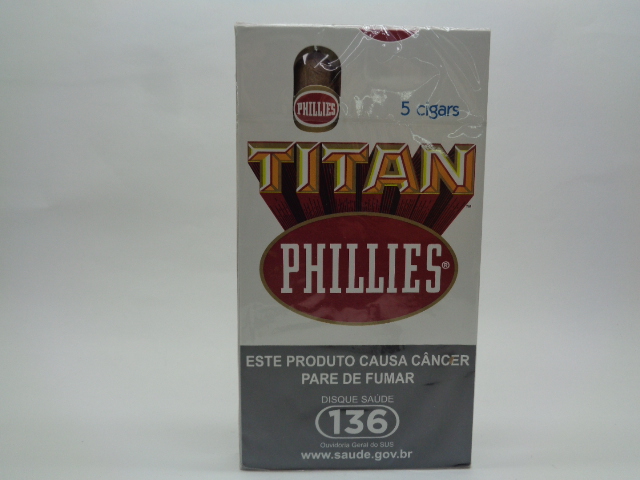 PHILLIES
5 cigars
TITAN
™
PHILLIES®
ESTE PRODUTO CAUSA CÂNCER
PARE DE FUMAR
DISQUE SAÚDE
136
Ouvidoria Geral do SUS
www.saude.gov.br